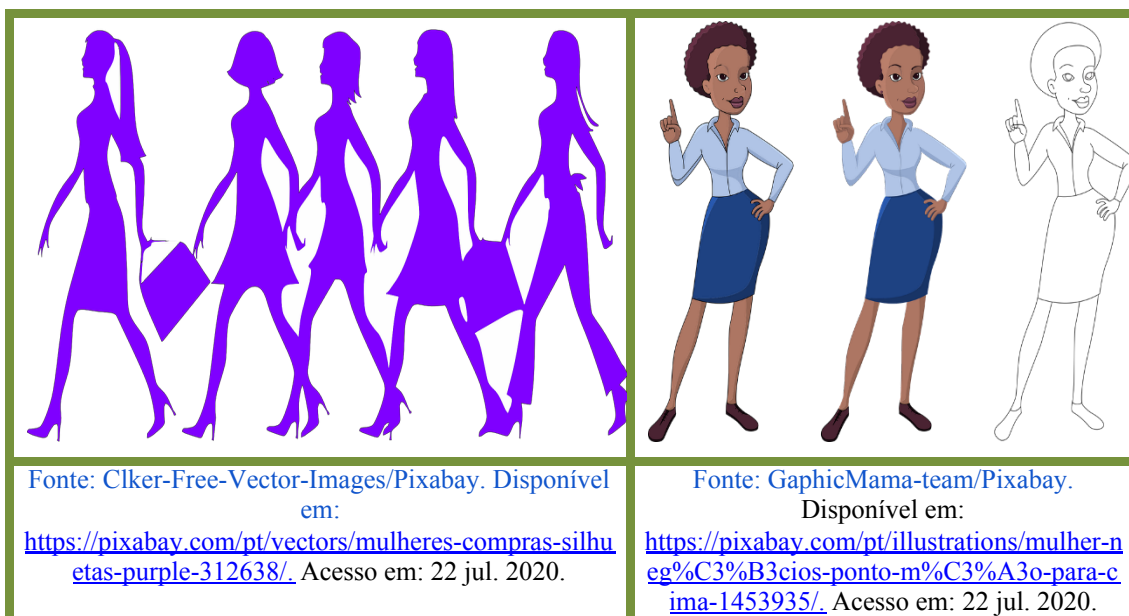 Fonte: Clker-Free-Vector-Images/Pixabay. Disponível
em:
https://pixabay.com/pt/vectors/mulheres-compras-silhu
etas-purple-312638/. Acesso em: 22 jul. 2020.
Fonte: GaphicMama-team/Pixabay.
Disponível em:
https://pixabay.com/pt/illustrations/mulher-n
eg%C3%B3cios-ponto-m%C3%A3o-para-c
ima-1453935/. Acesso em: 22 jul. 2020.